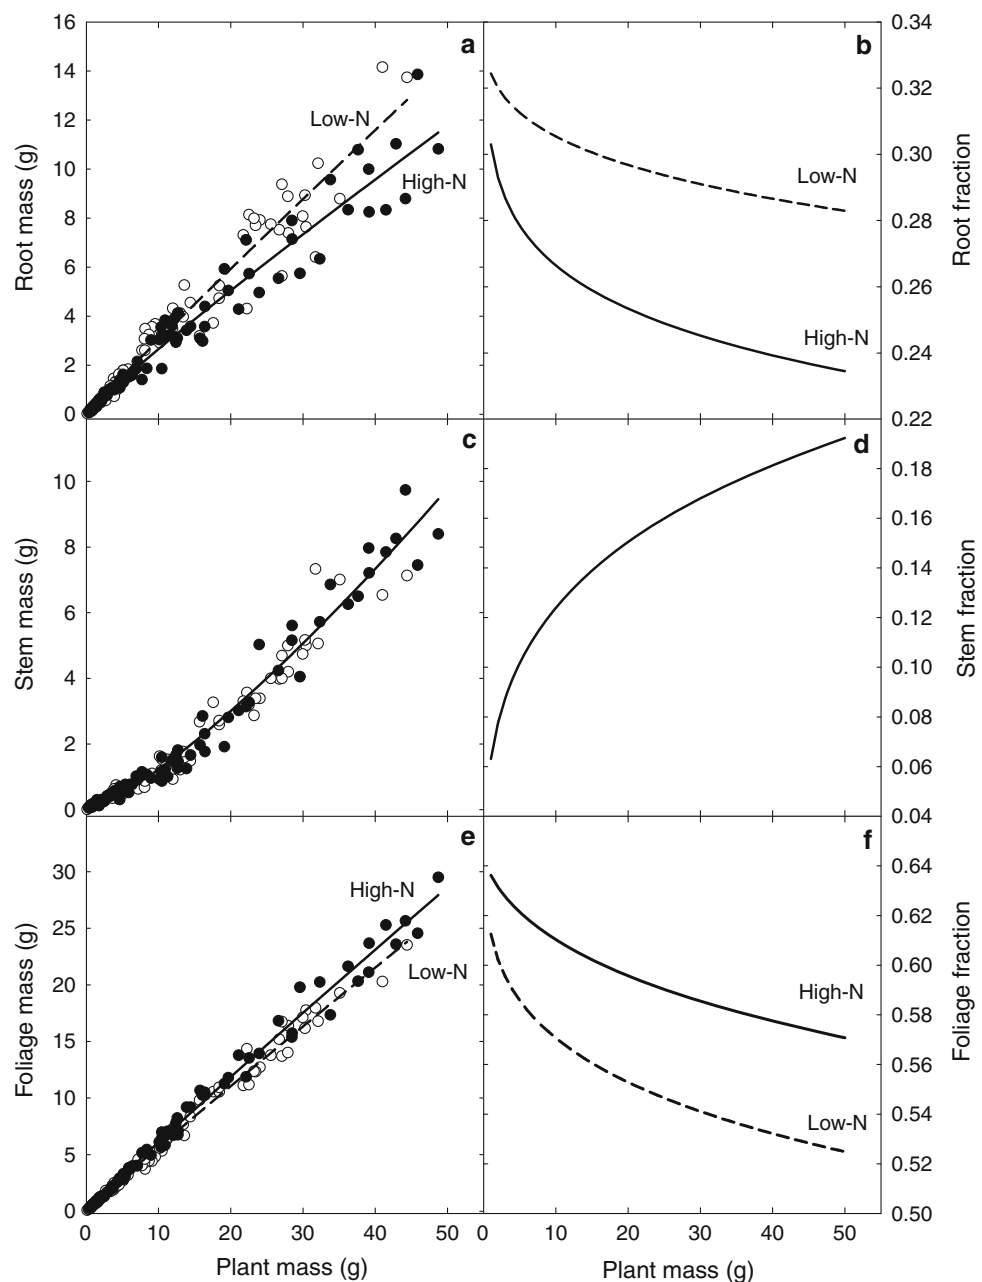 16
14
12
10
8
6
4
2
0
Root mass (g)
a
Low-N
High-N
b
Low-N
High-N
0.34
0.32
0.30
0.28
0.26
0.24
0.22
Root fraction
10
8
6
4
2
0
Stem mass (g)
c
d
0.18
0.16
0.14
0.12
0.10
0.08
0.06
0.04
Stem fraction
30
25
20
15
10
5
0
Foliage mass (g)
e
High-N
Low-N
f
High-N
Low-N
0.64
0.62
0.60
0.58
0.56
0.54
0.52
0.50
Foliage fraction
0 10 20 30 40 50
Plant mass (g)
0 10 20 30 40 50
Plant mass (g)